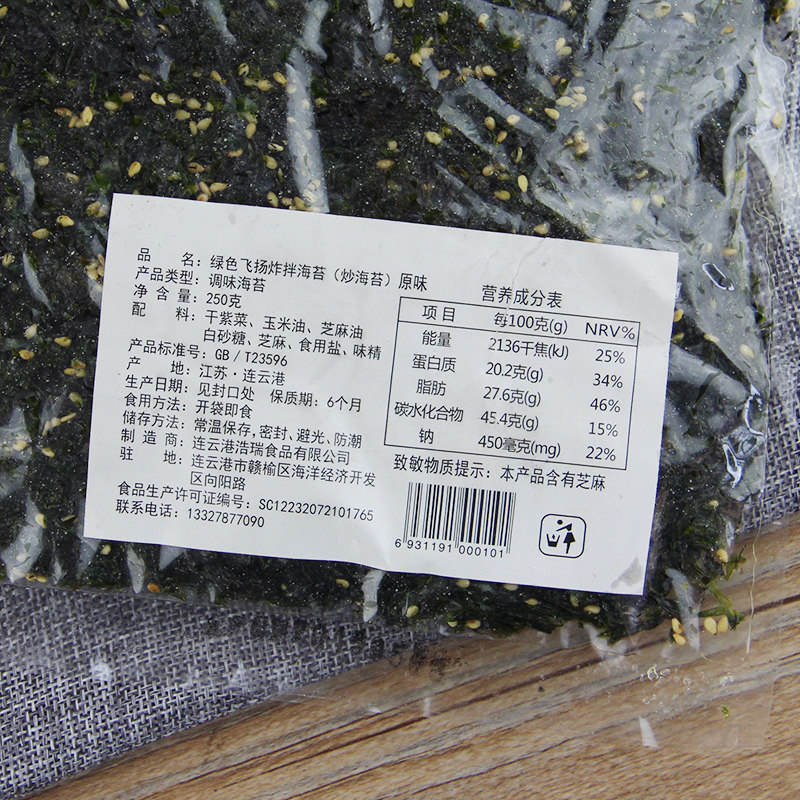 品 名：绿色飞扬炸拌海苔（炒海苔）原味
产品类型：调味海苔
净 含 量：250克
配 料：干紫菜、玉米油、芝麻油
白砂糖、芝麻、食用盐、味精
产品标准号：GB/T23596
产 地：江苏·连云港
生产日期：见封口处 保质期：6个月
食用方法：开袋即食
储存方法：常温保存，密封、避光、防潮
制 造 商：连云港浩瑞食品有限公司
驻 地：连云港市赣榆区海洋经济开发
区向阳路
食品生产许可证编号：SC12232072101765
联系电话：13327877090
营养成分表
项目 每100克(g) NRV%
能量 2136千焦(kJ) 25%
蛋白质 20.2克(g) 34%
脂肪 27.6克(g) 46%
碳水化合物 45.4克(g) 15%
钠 450毫克(mg) 22%
致敏物质提示：本产品含有芝麻
6 931191 000101